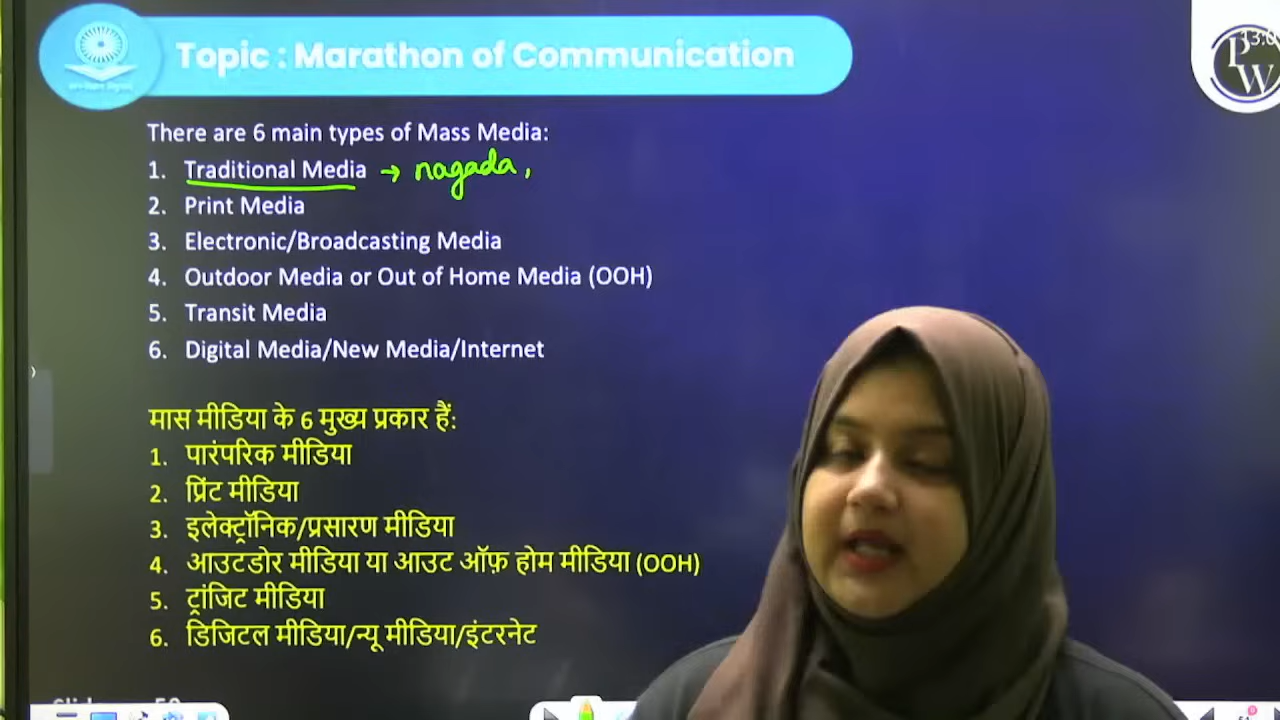 Topic : Marathon of Communication
P
W
There are 6 main types of Mass Media:
1. Traditional Media → nagada,
2. Print Media
3. Electronic/Broadcasting Media
4. Outdoor Media or Out of Home Media (OOH)
5. Transit Media
6. Digital Media/New Media/Internet
मास मीडिया के 6 मुख्य प्रकार हैं:
1. पारंपरिक मीडिया
2. प्रिंट मीडिया
3. इलेक्ट्रॉनिक/प्रसारण मीडिया
4. आउटडोर मीडिया या आउट ऑफ़ होम मीडिया (OOH)
5. ट्रांजिट मीडिया
6. डिजिटल मीडिया/न्यू मीडिया/इंटरनेट